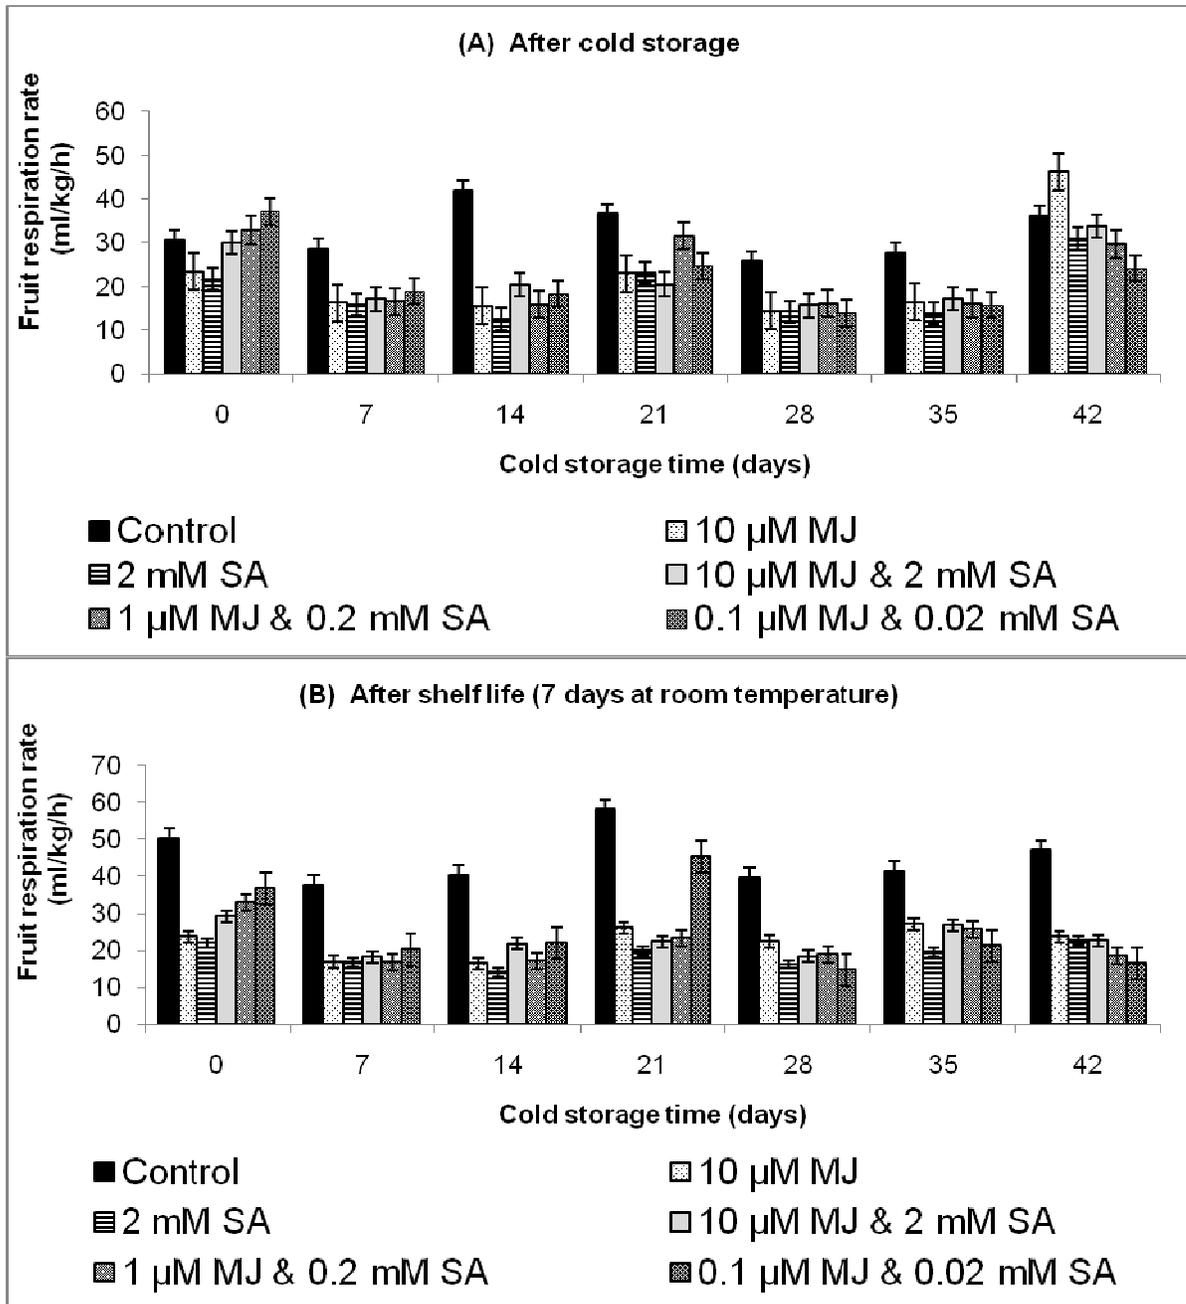 (A) After cold storage
Fruit respiration rate
(ml/kg/h)
60
50
40
30
20
10
0
0 7 14 21 28 35 42
Cold storage time (days)
Control 10 µM MJ
2 mM SA 10 µM MJ & 2 mM SA
1 µM MJ & 0.2 mM SA 0.1 µM MJ & 0.02 mM SA
(B) After shelf life (7 days at room temperature)
Fruit respiration rate
(ml/kg/h)
70
60
50
40
30
20
10
0
0 7 14 21 28 35 42
Cold storage time (days)
Control 10 µM MJ
2 mM SA 10 µM MJ & 2 mM SA
1 µM MJ & 0.2 mM SA 0.1 µM MJ & 0.02 mM SA